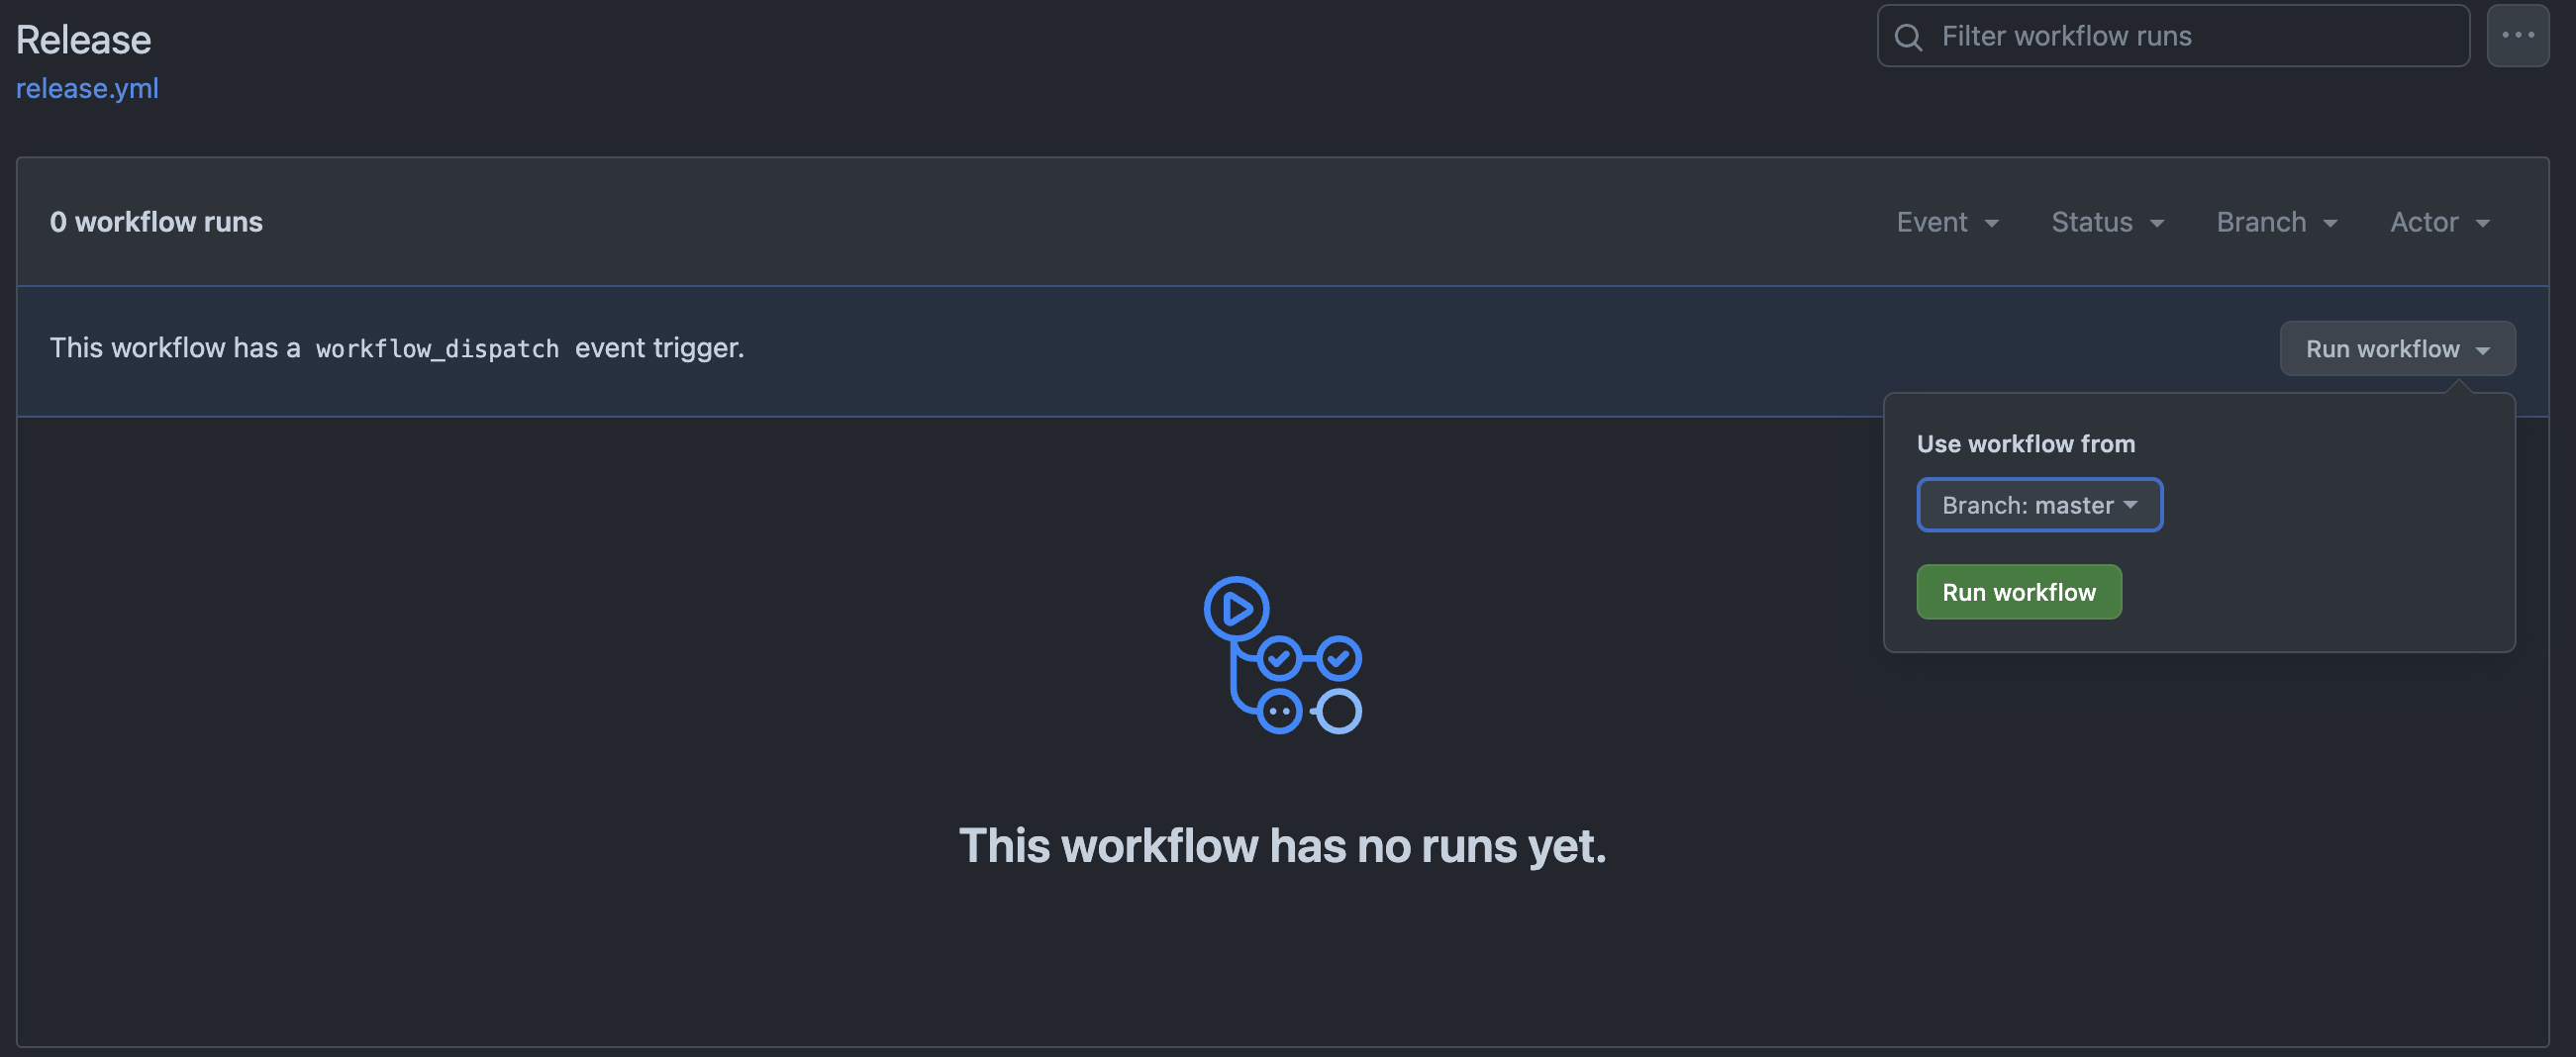 Release
Filter workflow runs
release.yml
0 workflow runs
Event
Status
Branch
Actor
This workflow has a workflow_dispatch event trigger.
Run workflow
Use workflow from
Branch: master
Run workflow
This workflow has no runs yet.